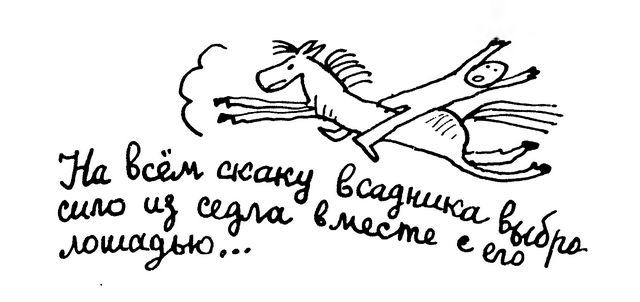 На всём скаку всадника выбро
сило из седла вместе с его
лошадью...